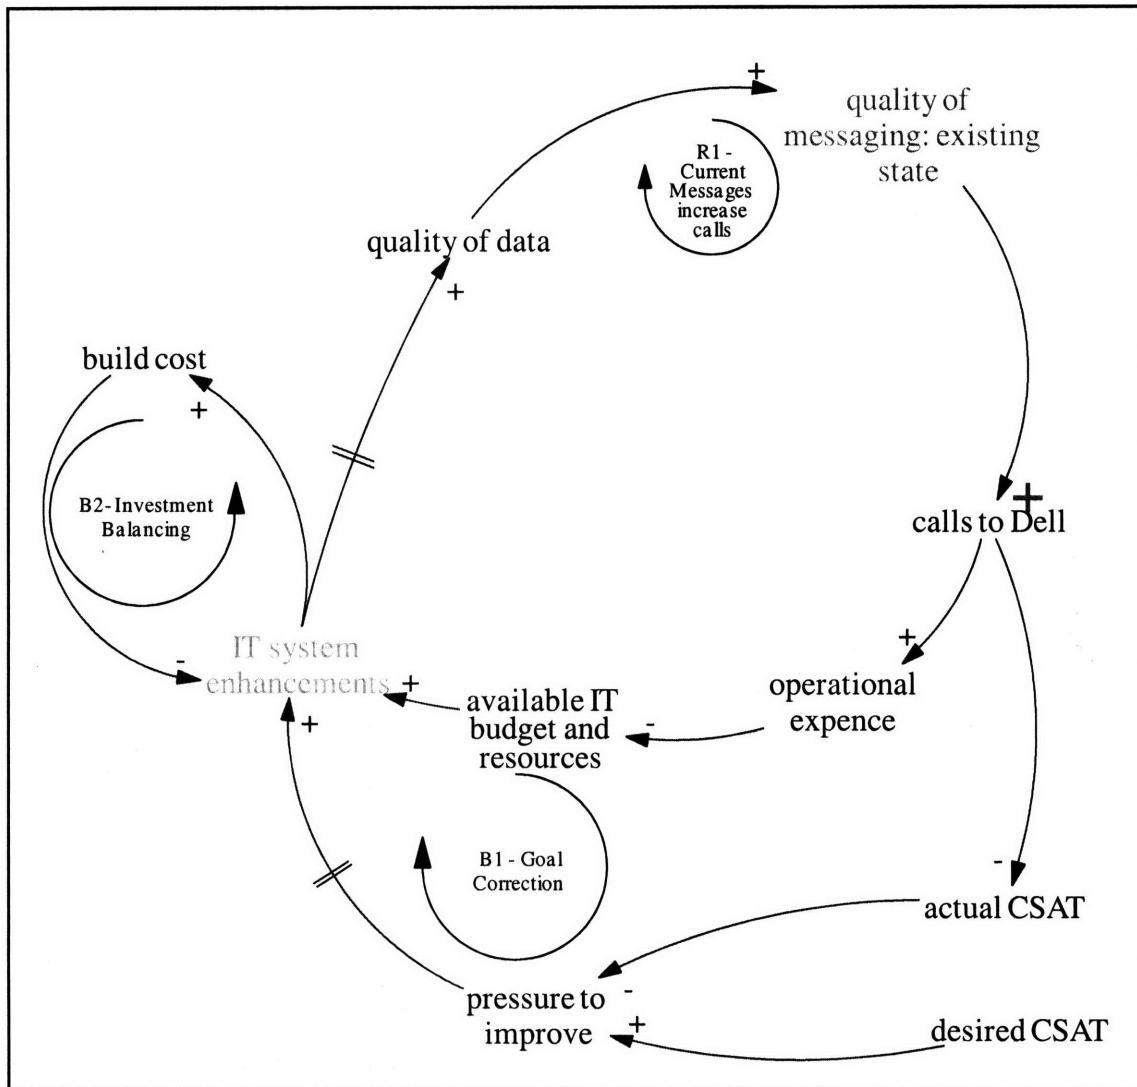 +
quality of
messaging: existing
state
R1 -
Current
Messages
increase
calls
quality of data
+
build cost
+
B2- Investment
Balancing
+
calls to Dell
-
IT system
enhancements
+
+
available IT
budget and
resources
-
+
operational
expence
B1 - Goal
Correction
-
actual CSAT
pressure to
improve
-
+
desired CSAT